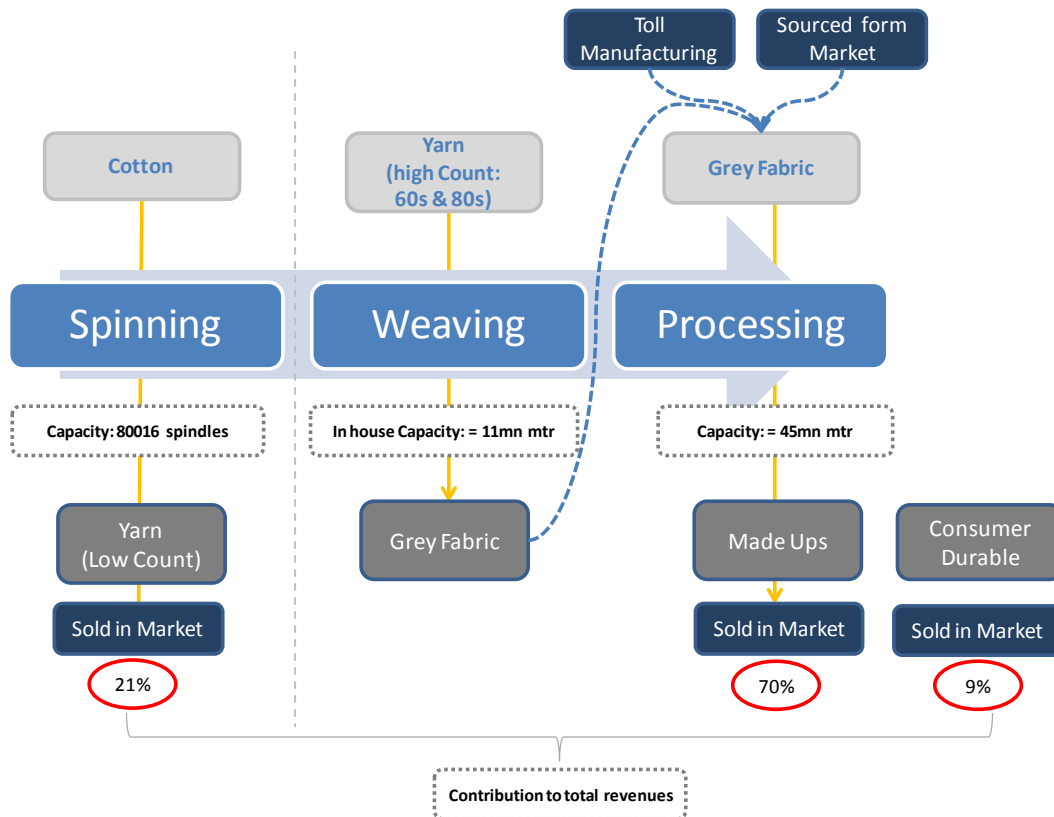 Toll
Manufacturing
Sourced form
Market
Cotton
Yarn
(high Count:
60s & 80s)
Grey Fabric
Spinning
Weaving
Processing
Capacity: 80016 spindles
In house Capacity: = 11mn mtr
Capacity: = 45mn mtr
Yarn
(Low Count)
Grey Fabric
Made Ups
Consumer
Durable
Sold in Market
Sold in Market
Sold in Market
21%
70%
9%
Contribution to total revenues